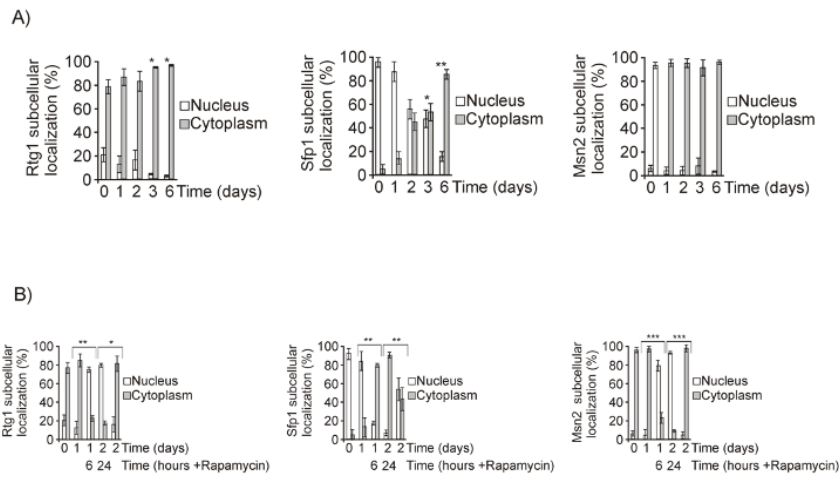 A)
Rtg1 subcellular
localization (%)
100
80
60
40
20
0
* *
Nucleus
Cytoplasm
0 1 2 3 6 Time (days)
Sfp1 subcellular
localization (%)
100
80
60
40
20
0
* **
Nucleus
Cytoplasm
0 1 2 3 6 Time (days)
Msn2 subcellular
localization (%)
100
80
60
40
20
0
Nucleus
Cytoplasm
0 1 2 3 6 Time (days)
B)
Rtg1 subcellular
localization (%)
100
80
60
40
20
0
** *
Nucleus
Cytoplasm
0 1 1 2 2 Time (days)
6 24 Time (hours +Rapamycin)
Sfp1 subcellular
localization (%)
100
80
60
40
20
0
** **
Nucleus
Cytoplasm
0 1 1 2 2 Time (days)
6 24 Time (hours +Rapamycin)
Msn2 subcellular
localization (%)
100
80
60
40
20
0
*** ***
Nucleus
Cytoplasm
0 1 1 2 2 Time (days)
6 24 Time (hours +Rapamycin)